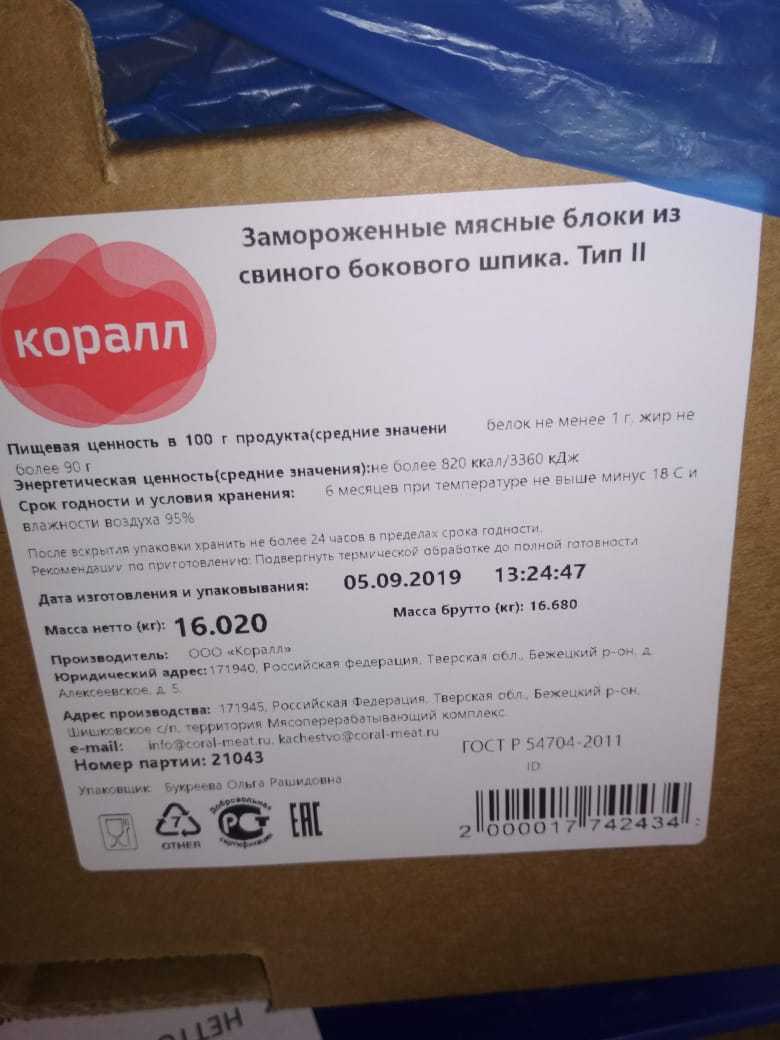 Замороженные мясные блоки из
свиного бокового шпика. Тип II
коралл
Пищевая ценность в 100 г продукта(средние значени белок не менее 1 г, жир не
более 90 г
Энергетическая ценность(средние значения):не более 820 ккал/3360 кДж
Срок годности и условия хранения: 6 месяцев при температуре не выше минус 18 С и
влажности воздуха 95%
После вскрытия упаковки хранить не более 24 часов в пределах срока годности.
Рекомендации по приготовлению: Подвергнуть термической обработке до полной готовности
Дата изготовления и упаковывания: 05.09.2019 13:24:47
Масса нетто (кг): 16.020 Масса брутто (кг): 16.680
Производитель: ООО «Коралл»
Юридический адрес: 171940, Российская федерация, Тверская обл., Бежецкий р-он, д.
Алексеевское, д. 5.
Адрес производства: 171945, Российская Федерация, Тверская обл., Бежецкий р-он,
Шишковское с/п, территория Мясоперерабатывающий комплекс.
e-mail: info@coral-meat.ru, kachestvo@coral-meat.ru
Номер партии: 21043 ГОСТ Р 54704-2011
ID:
Упаковщик: Букреева Ольга Рашидовна
7
OTHER
Добровольная
РСТ
сертификация
ЕАС
2 000017 742434
НЕТТО